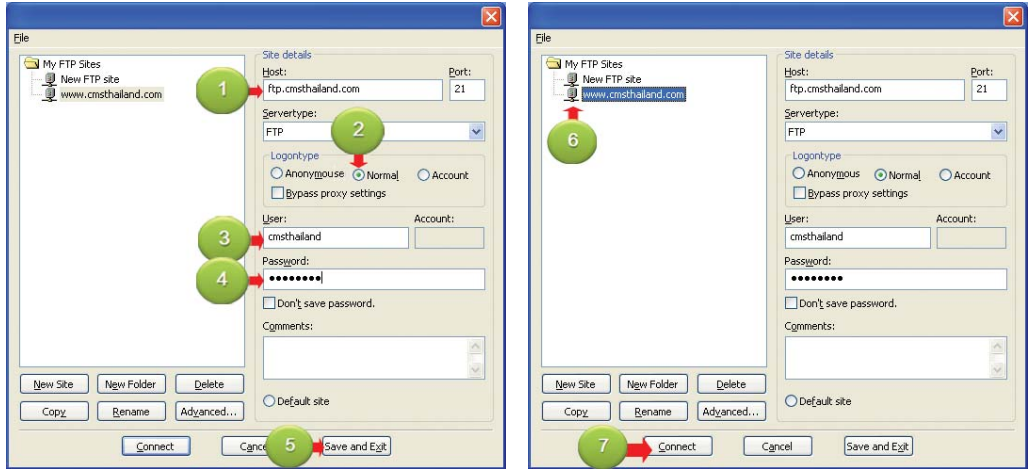 File
My FTP Sites
New FTP site
www.cmsthailand.com
Site details
Host: Port:
1 ftp.cmsthailand.com 21
Servertype:
FTP
2
Logontype
Anonymouse Normal Account
Bypass proxy settings
User: Account:
3 cmsthailand
Password:
4 ••••••••
Don't save password.
Comments:
New Site New Folder Delete
Default site
Copy Rename Advanced...
Connect Cance 5 Save and Exit
File
My FTP Sites
New FTP site
www.cmsthailand.com
6
Site details
Host: Port:
ftp.cmsthailand.com 21
Servertype:
FTP
Logontype
Anonymous Normal Account
Bypass proxy settings
User: Account:
cmsthailand
Password:
••••••••
Don't save password.
Comments:
New Site New Folder Delete
Default site
Copy Rename Advanced...
7 Connect Cancel Save and Exit